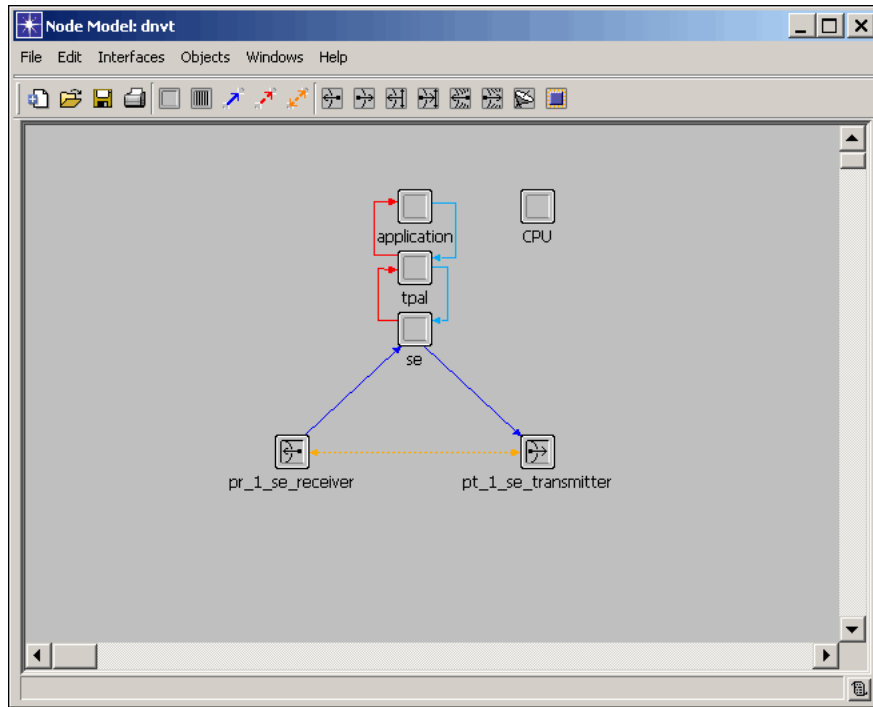 Node Model: dnvt
File Edit Interfaces Objects Windows Help
application
CPU
tpal
se
pr_1_se_receiver
pt_1_se_transmitter